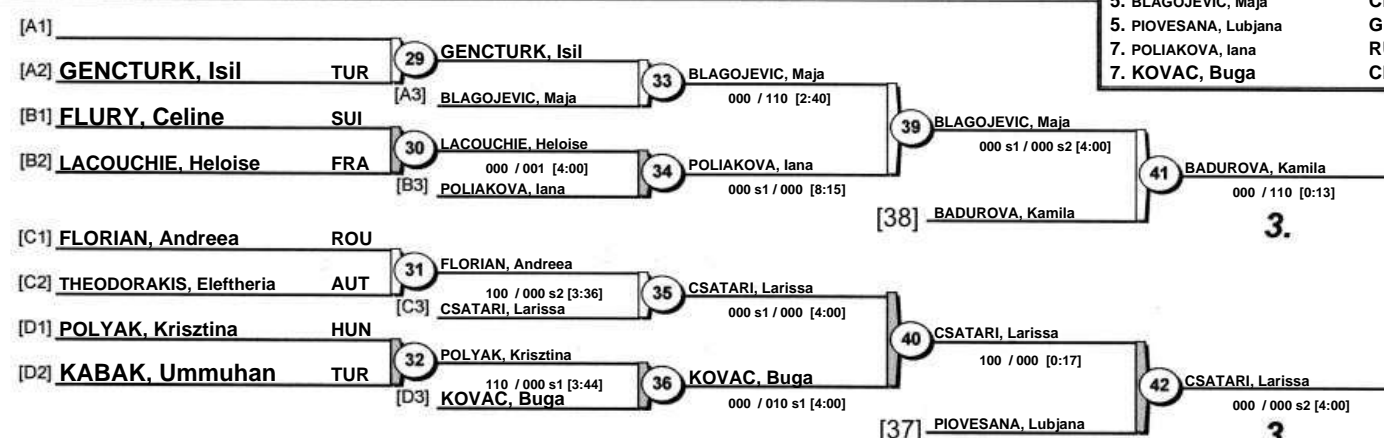 5. BLAGOJEVIC, Maja
5. PIOVESANA, Lubjana G
7. POLIAKOVA, Iana
7. KOVAC, Buga
[A1]
[A2] GENCTURK, Isil TUR
29
GENCTURK, Isil
[A3] BLAGOJEVIC, Maja
33
BLAGOJEVIC, Maja
000 / 110 [2:40]
[B1] FLURY, Celine SUI
[B2] LACOUCHIE, Heloise FRA
30
LACOUCHIE, Heloise
000 / 001 [4:00]
[B3] POLIAKOVA, Iana
34
POLIAKOVA, Iana
000 s1 / 000 [8:15]
39
BLAGOJEVIC, Maja
000 s1 / 000 s2 [4:00]
[38] BADUROVA, Kamila
41
BADUROVA, Kamila
000 / 110 [0:13]
3.
[C1] FLORIAN, Andreea ROU
[C2] THEODORAKIS, Eleftheria AUT
31
FLORIAN, Andreea
100 / 000 s2 [3:36]
[C3] CSATARI, Larissa
35
CSATARI, Larissa
000 s1 / 000 [4:00]
[D1] POLYAK, Krisztina HUN
[D2] KABAK, Ummuhan TUR
32
POLYAK, Krisztina
110 / 000 s1 [3:44]
[D3] KOVAC, Buga
36
KOVAC, Buga
000 / 010 s1 [4:00]
40
CSATARI, Larissa
100 / 000 [0:17]
[37] PIOVESANA, Lubjana
42
CSATARI, Larissa
000 / 000 s2 [4:00]
3